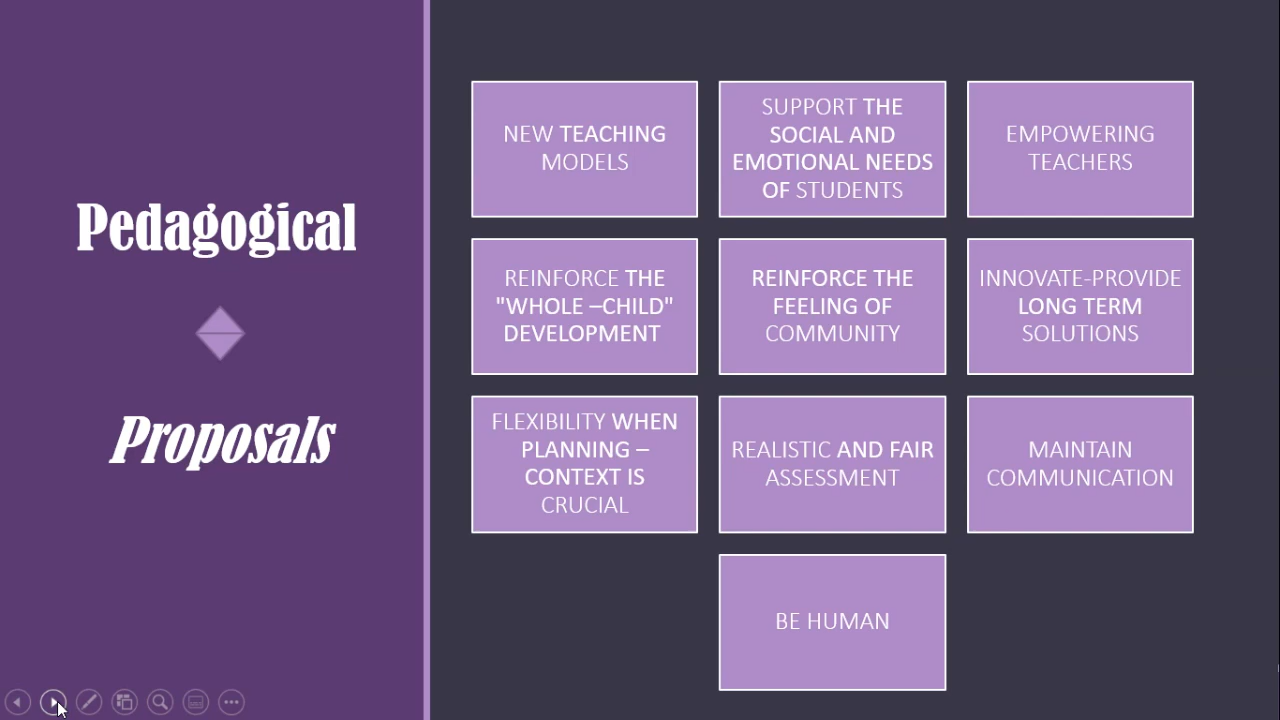 Pedagogical
Proposals
NEW TEACHING
MODELS
SUPPORT THE
SOCIAL AND
EMOTIONAL NEEDS
OF STUDENTS
EMPOWERING
TEACHERS
REINFORCE THE
"WHOLE –CHILD"
DEVELOPMENT
REINFORCE THE
FEELING OF
COMMUNITY
INNOVATE-PROVIDE
LONG TERM
SOLUTIONS
FLEXIBILITY WHEN
PLANNING –
CONTEXT IS
CRUCIAL
REALISTIC AND FAIR
ASSESSMENT
MAINTAIN
COMMUNICATION
BE HUMAN